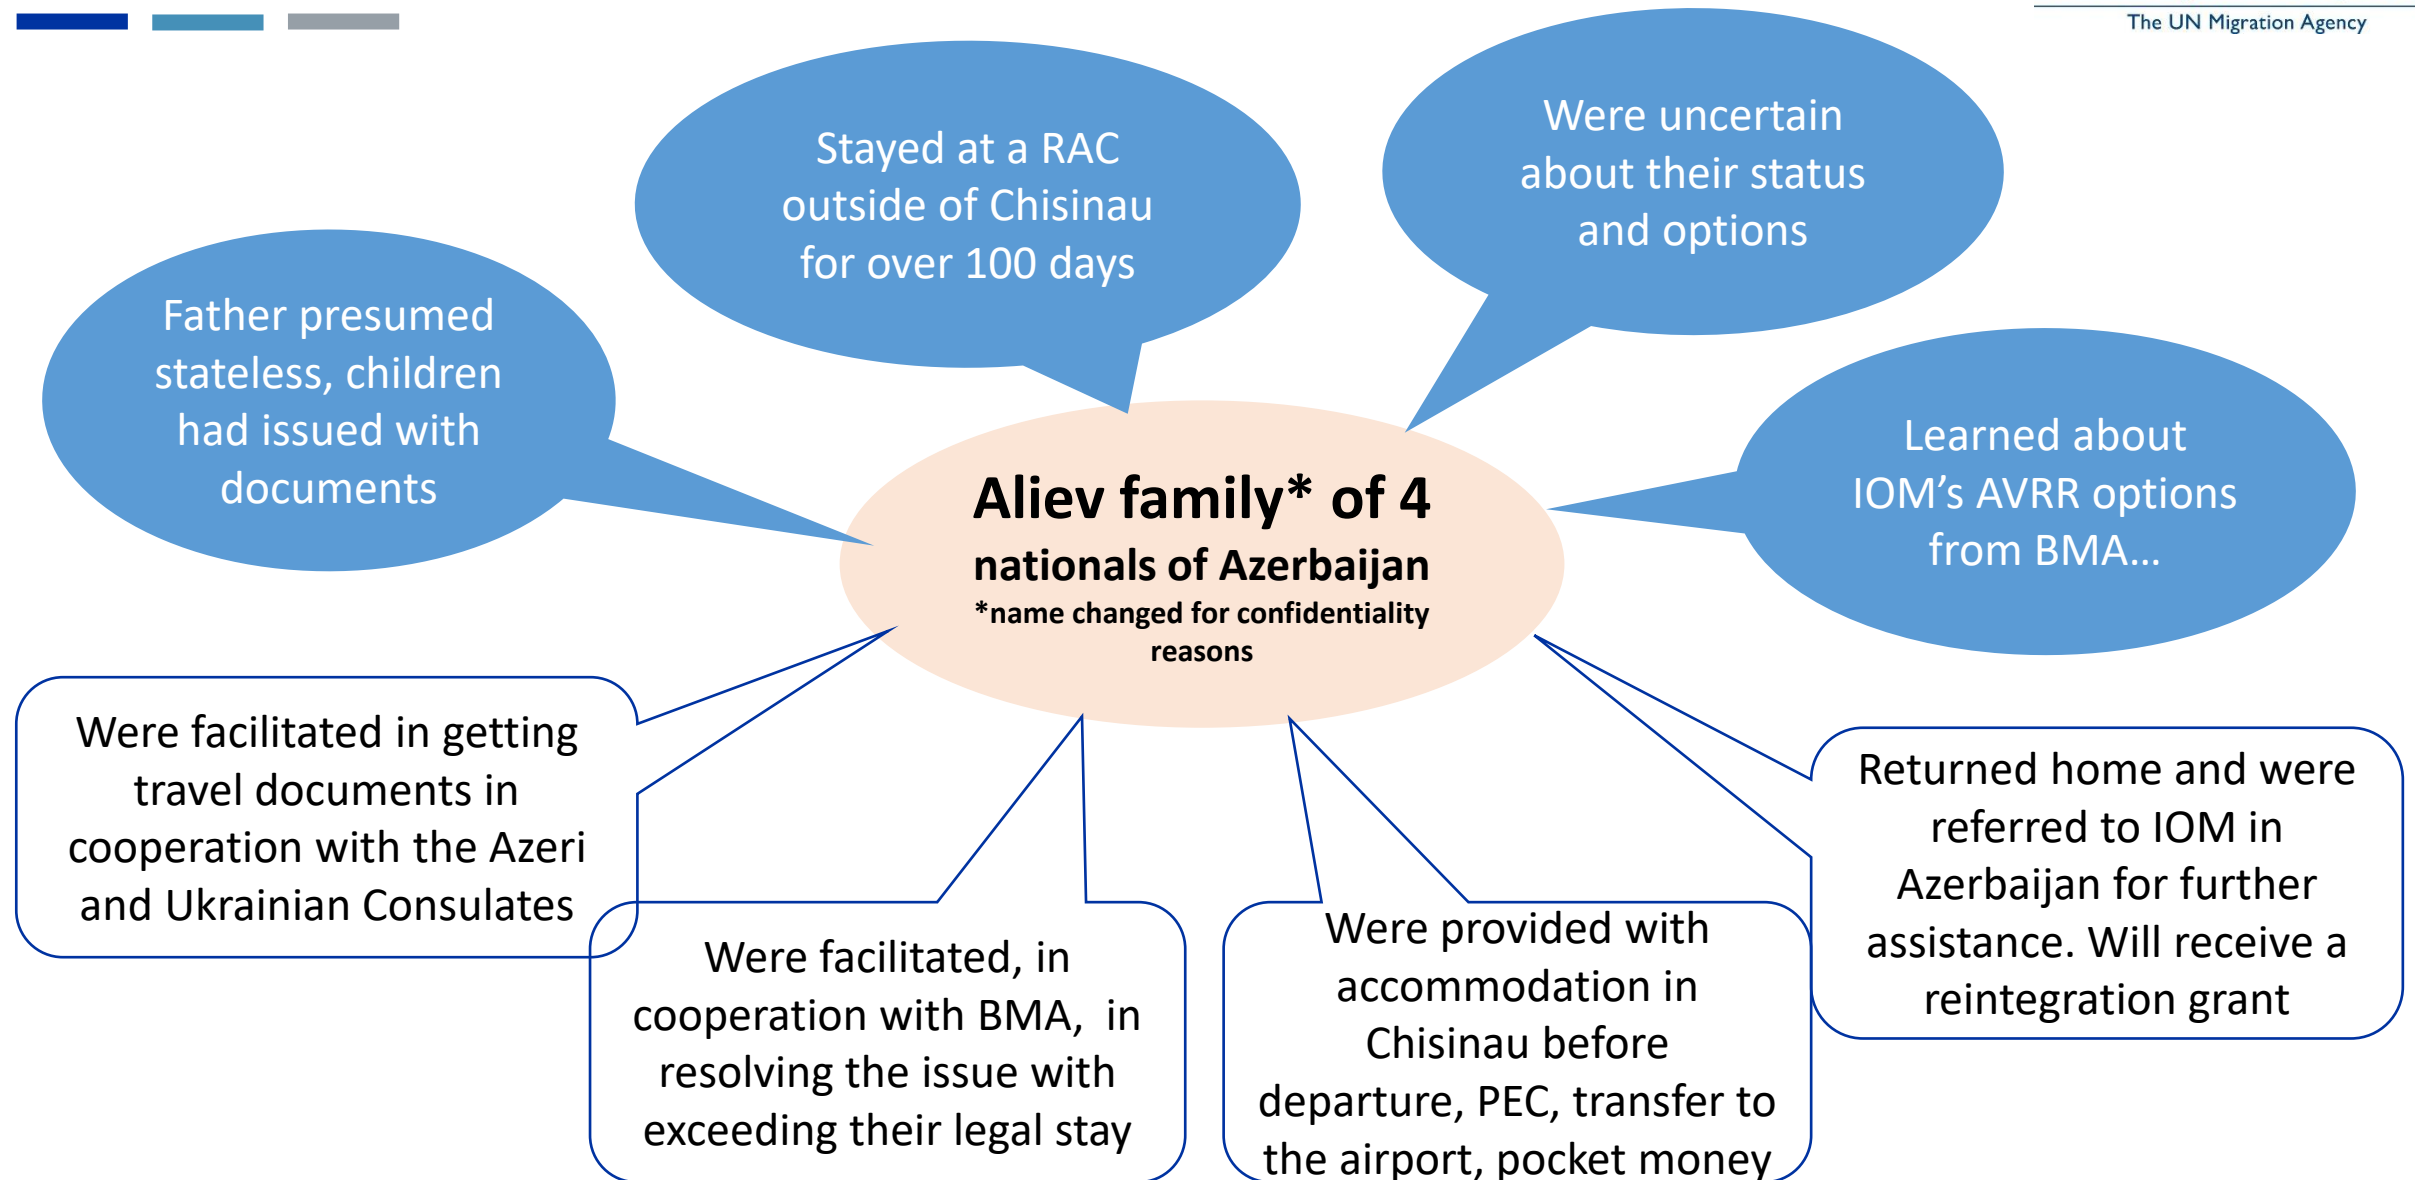 The UN Migration Agency
Father presumed
stateless, children
had issued with
documents
Stayed at a RAC
outside of Chisinau
for over 100 days
Were uncertain
about their status
and options
Learned about
IOM’s AVRR options
from BMA…
Aliev family* of 4
nationals of Azerbaijan
*name changed for confidentiality
reasons
Were facilitated in getting
travel documents in
cooperation with the Azeri
and Ukrainian Consulates
Were facilitated, in
cooperation with BMA,  in
resolving the issue with
exceeding their legal stay
Were provided with
accommodation in
Chisinau before
departure, PEC, transfer to
the airport, pocket money
Returned home and were
referred to IOM in
Azerbaijan for further
assistance. Will receive a
reintegration grant